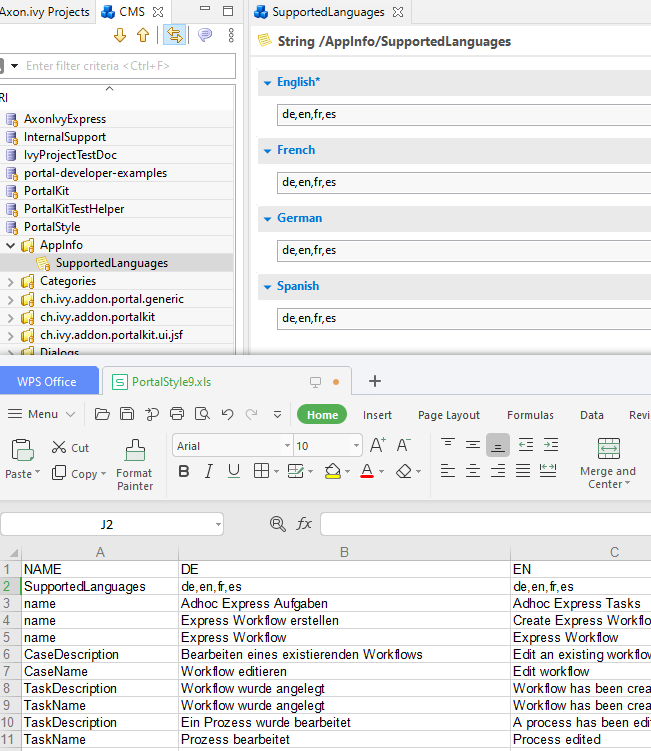 Axon.ivy Projects
CMS
Enter filter criteria <Ctrl+F>
RI
AxonIvyExpress
InternalSupport
IvyProjectTestDoc
portal-developer-examples
PortalKit
PortalKitTestHelper
PortalStyle
AppInfo
SupportedLanguages
Categories
ch.ivy.addon.portal.generic
ch.ivy.addon.portalkit
ch.ivy.addon.portalkit.ui.jsf
Dialogs
SupportedLanguages
String /AppInfo/SupportedLanguages
English*
de,en,fr,es
French
de,en,fr,es
German
de,en,fr,es
Spanish
de,en,fr,es
WPS Office
S PortalStyle9.xls
Menu Home Insert Page Layout Formulas Data Revi
Paste Cut Copy Format Painter Arial 10 A+ A- B I U A Merge and Center
J2 fx
A B C
1 NAME DE EN
2 SupportedLanguages de,en,fr,es de,en,fr,es
3 name Adhoc Express Aufgaben Adhoc Express Tasks
4 name Express Workflow erstellen Create Express Workflo
5 name Express Workflow Express Workflow
6 CaseDescription Bearbeiten eines existierenden Workflows Edit an existing workflow
7 CaseName Workflow editieren Edit workflow
8 TaskDescription Workflow wurde angelegt Workflow has been crea
9 TaskName Workflow wurde angelegt Workflow has been crea
10 TaskDescription Ein Prozess wurde bearbeitet A process has been edit
11 TaskName Prozess bearbeitet Process edited